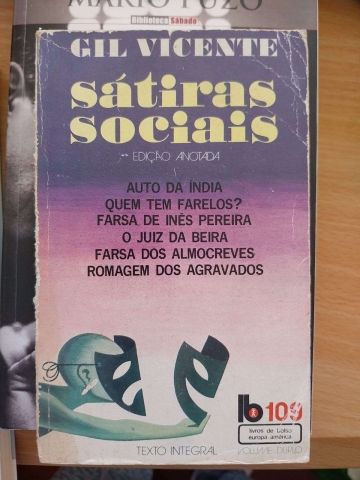 MARIO PUZO
Biblioteca Sábado
GIL VICENTE
sátiras
sociais
EDIÇÃO ANOTADA
AUTO DA ÍNDIA
QUEM TEM FARELOS?
FARSA DE INÊS PEREIRA
O JUIZ DA BEIRA
FARSA DOS ALMOCREVES
ROMAGEM DOS AGRAVADOS
lb 109
livros de bolso
europa-américa
TEXTO INTEGRAL
VOLUME DUPLO